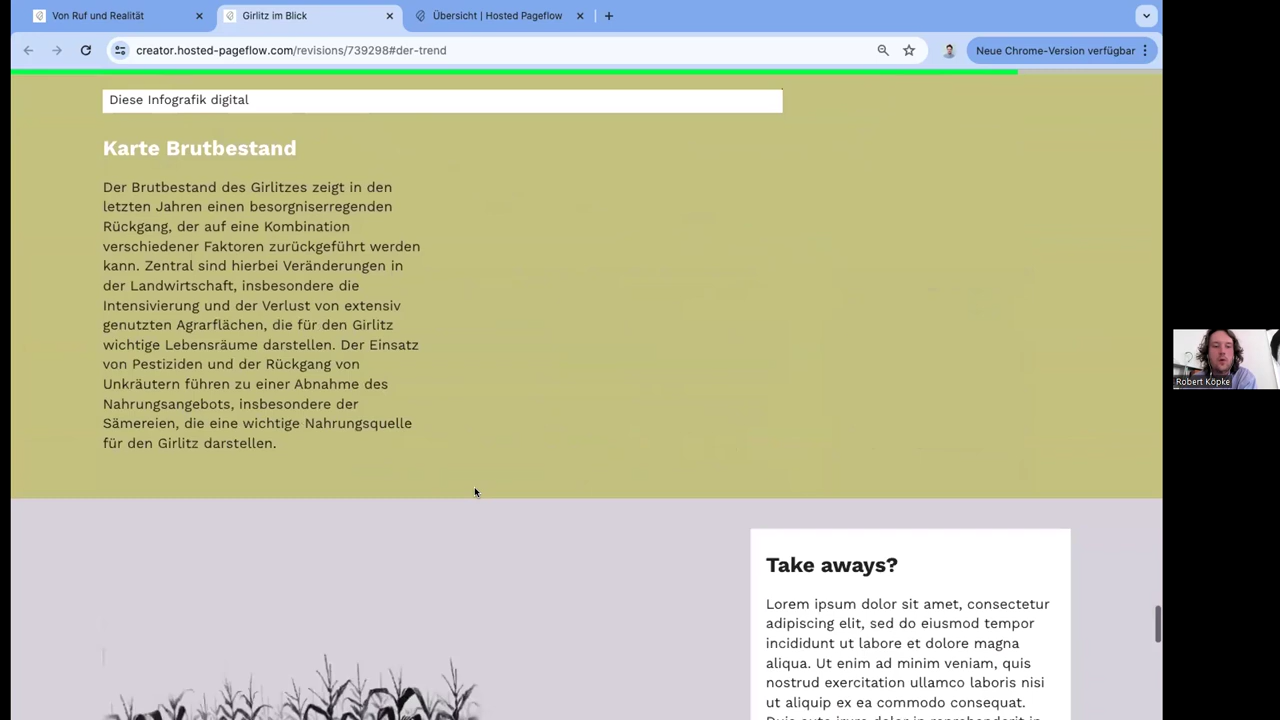 Von Ruf und Realität
Girlitz im Blick
Übersicht | Hosted Pageflow
creator.hosted-pageflow.com/revisions/739298#der-trend
Neue Chrome-Version verfügbar
Diese Infografik digital
Karte Brutbestand
Der Brutbestand des Girlitzes zeigt in den
letzten Jahren einen besorgniserregenden
Rückgang, der auf eine Kombination
verschiedener Faktoren zurückgeführt werden
kann. Zentral sind hierbei Veränderungen in
der Landwirtschaft, insbesondere die
Intensivierung und der Verlust von extensiv
genutzten Agrarflächen, die für den Girlitz
wichtige Lebensräume darstellen. Der Einsatz
von Pestiziden und der Rückgang von
Unkräutern führen zu einer Abnahme des
Nahrungsangebots, insbesondere der
Sämereien, die eine wichtige Nahrungsquelle
für den Girlitz darstellen.
Robert Köpke
Take aways?
Lorem ipsum dolor sit amet, consectetur
adipiscing elit, sed do eiusmod tempor
incididunt ut labore et dolore magna
aliqua. Ut enim ad minim veniam, quis
nostrud exercitation ullamco laboris nisi
ut aliquip ex ea commodo consequat.